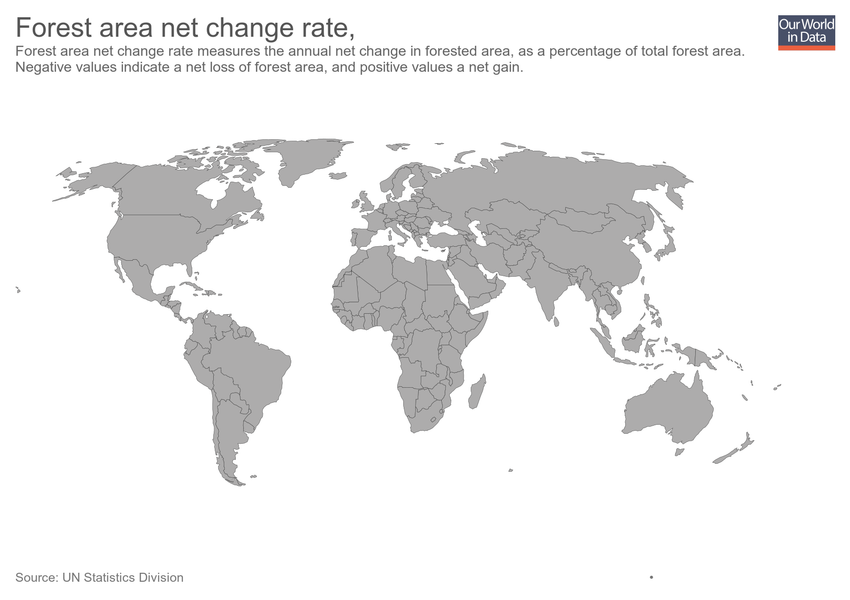 Forest area net change rate,
Our World
in Data
Forest area net change rate measures the annual net change in forested area, as a percentage of total forest area.
Negative values indicate a net loss of forest area, and positive values a net gain.
Source: UN Statistics Division